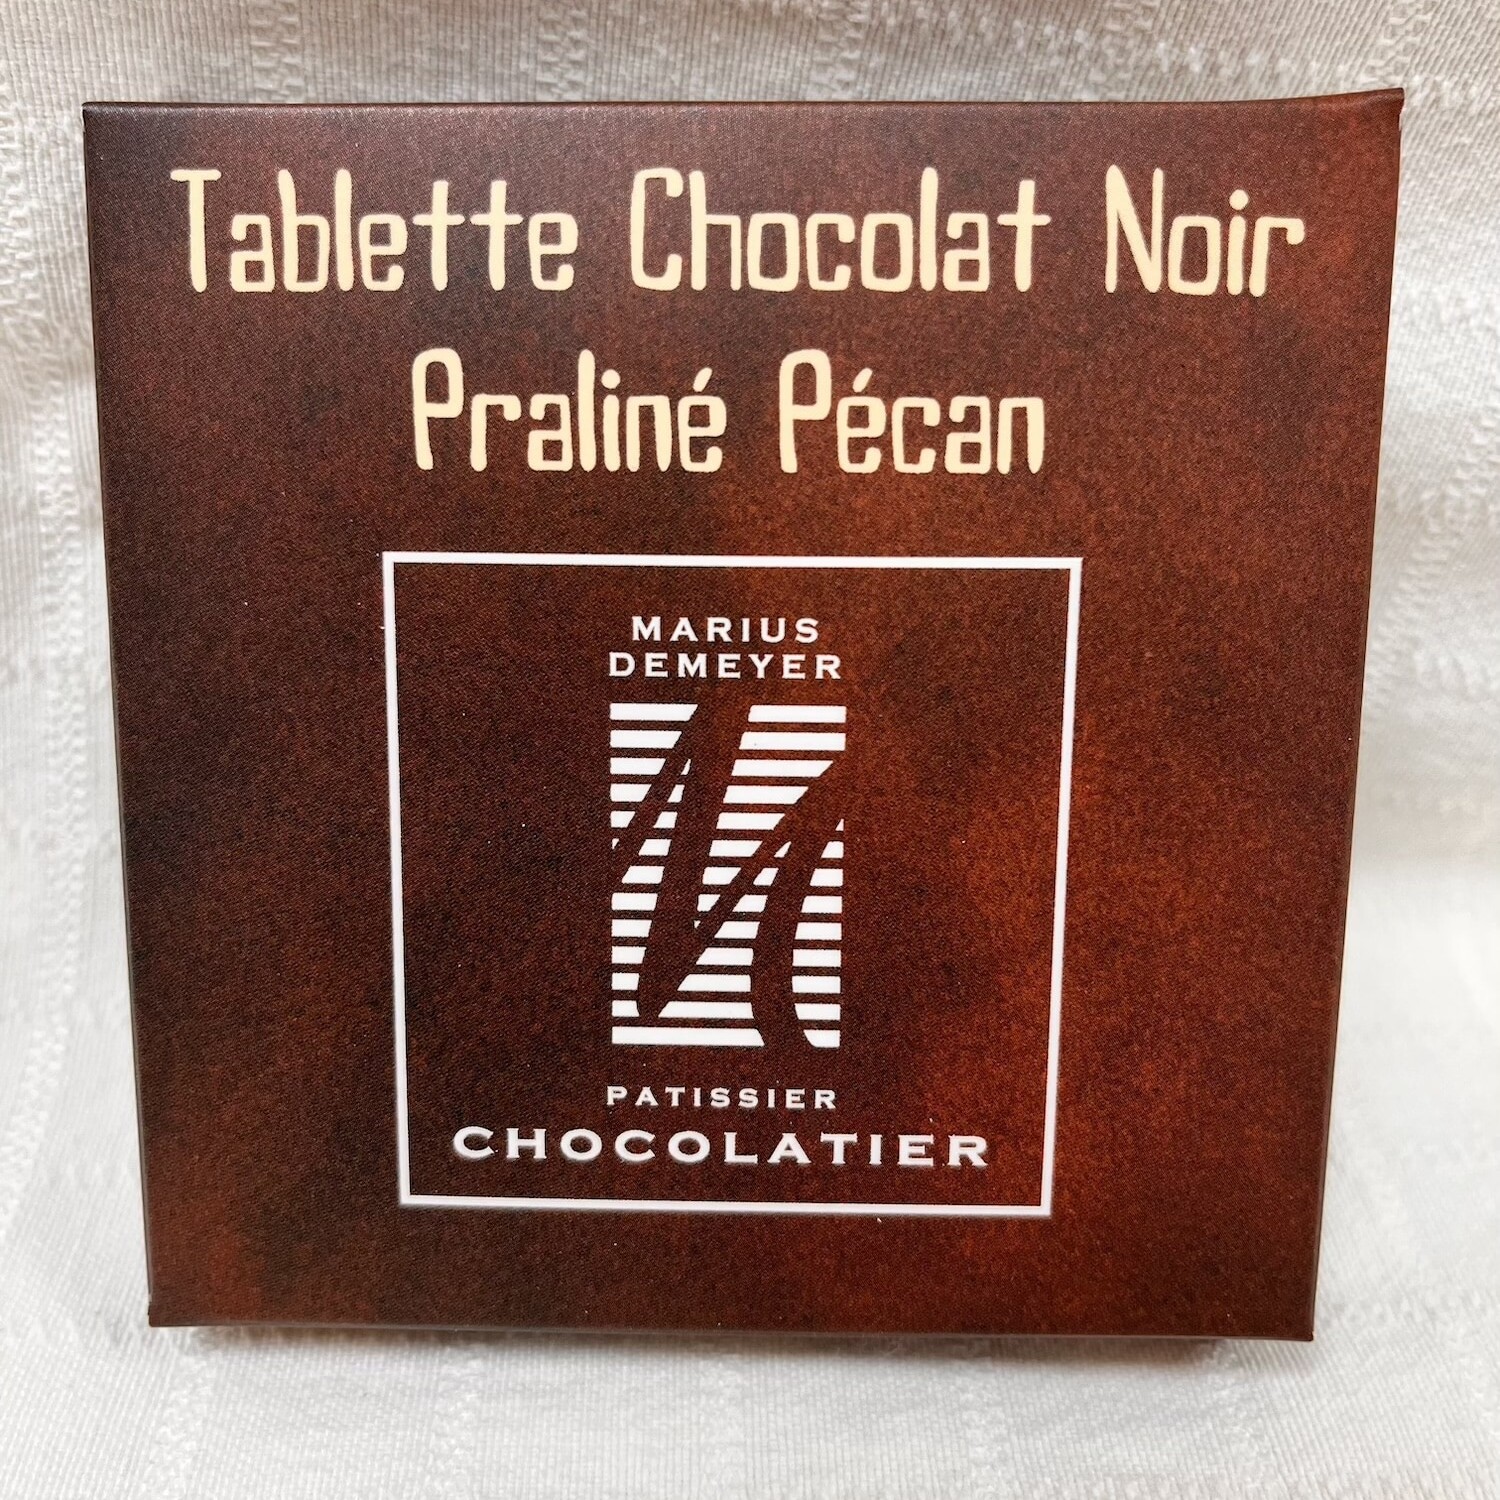 Tablette Chocolat Noir
Praliné Pécan
MARIUS
DEMEYER
PATISSIER
CHOCOLATIER